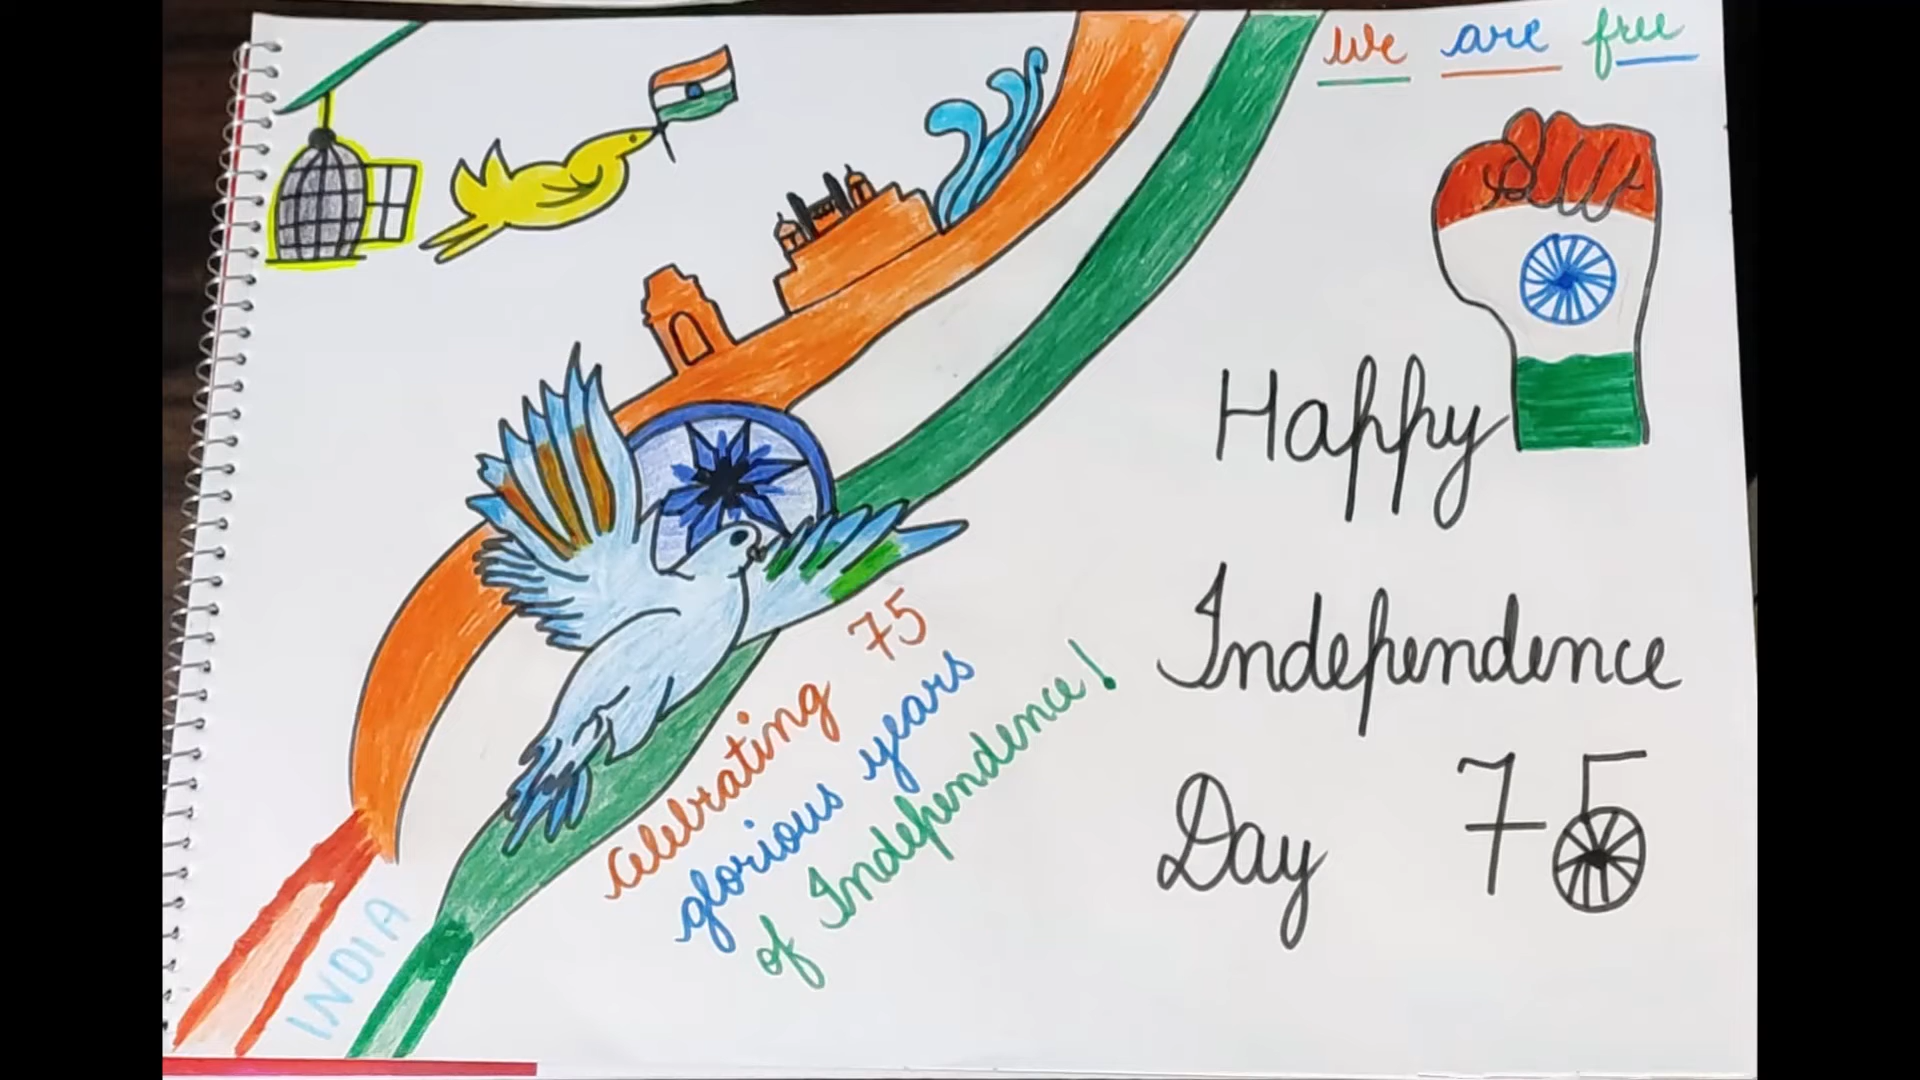 We are free
Happy
Independence
Day 75
Celebrating 75
glorious years
of Independence!
INDIA